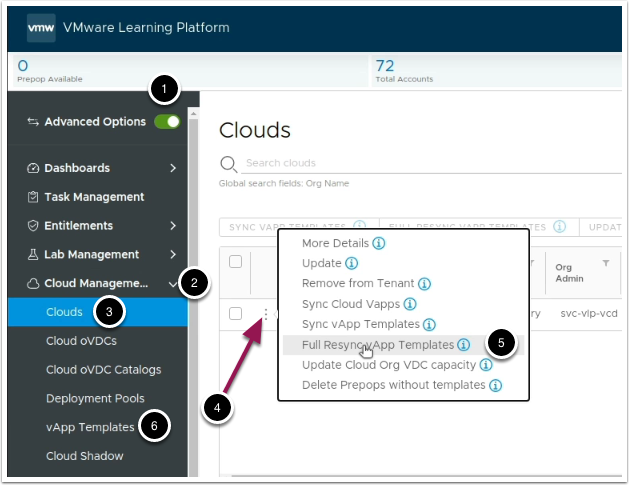 vmw VMware Learning Platform
0
Prepop Available
72
Total Accounts
1
Advanced Options
Dashboards
Task Management
Entitlements
Lab Management
Cloud Manageme...
2
Clouds
3
Cloud oVDCs
Cloud oVDC Catalogs
Deployment Pools
vApp Templates
6
Cloud Shadow
Clouds
Search clouds
Global search fields: Org Name
SYNC VAPP TEMPLATES
FULL RESYNC VAPP TEMPLATES
UPDAT
Org
Admin
ry
svc-vlp-vcd
4
More Details
Update
Remove from Tenant
Sync Cloud Vapps
Sync vApp Templates
Full Resync vApp Templates
5
Update Cloud Org VDC capacity
Delete Prepops without templates